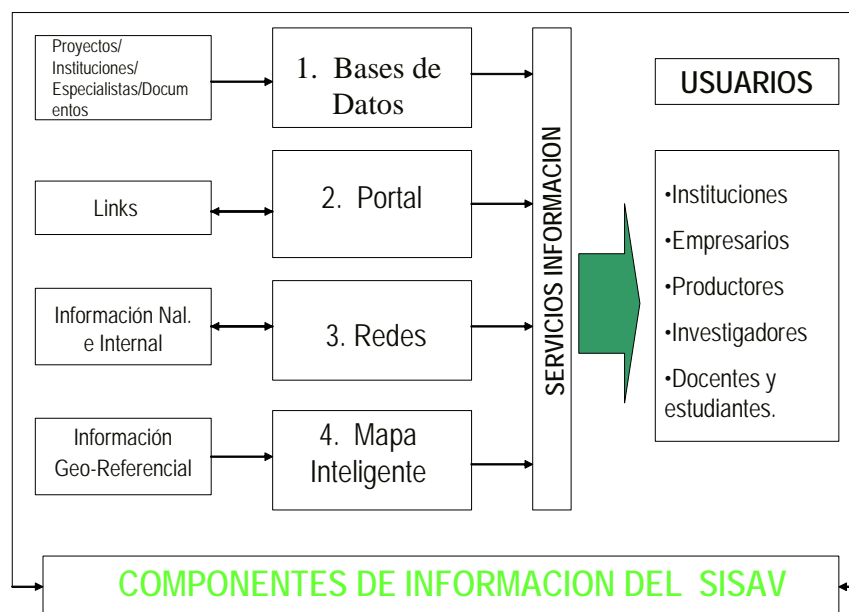 Proyectos/
Instituciones/
Especialistas/Docum
entos
1. Bases de
Datos
USUARIOS
Links
2. Portal
SERVICIOS INFORMACION
•Instituciones
•Empresarios
•Productores
•Investigadores
•Docentes y
estudiantes.
Información Nal.
e Internal
3. Redes
Información
Geo-Referencial
4. Mapa
Inteligente
COMPONENTES DE INFORMACION DEL SISAV